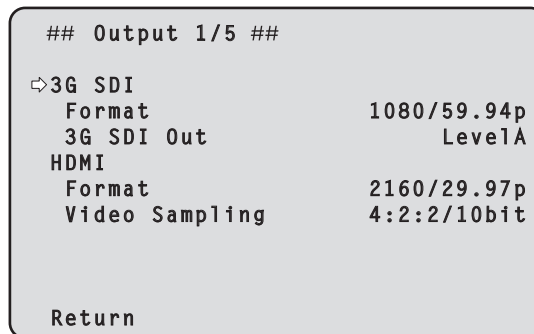 ## Output 1/5 ##
⇨3G SDI
Format 1080/59.94p
3G SDI Out LevelA
HDMI
Format 2160/29.97p
Video Sampling 4:2:2/10bit
Return